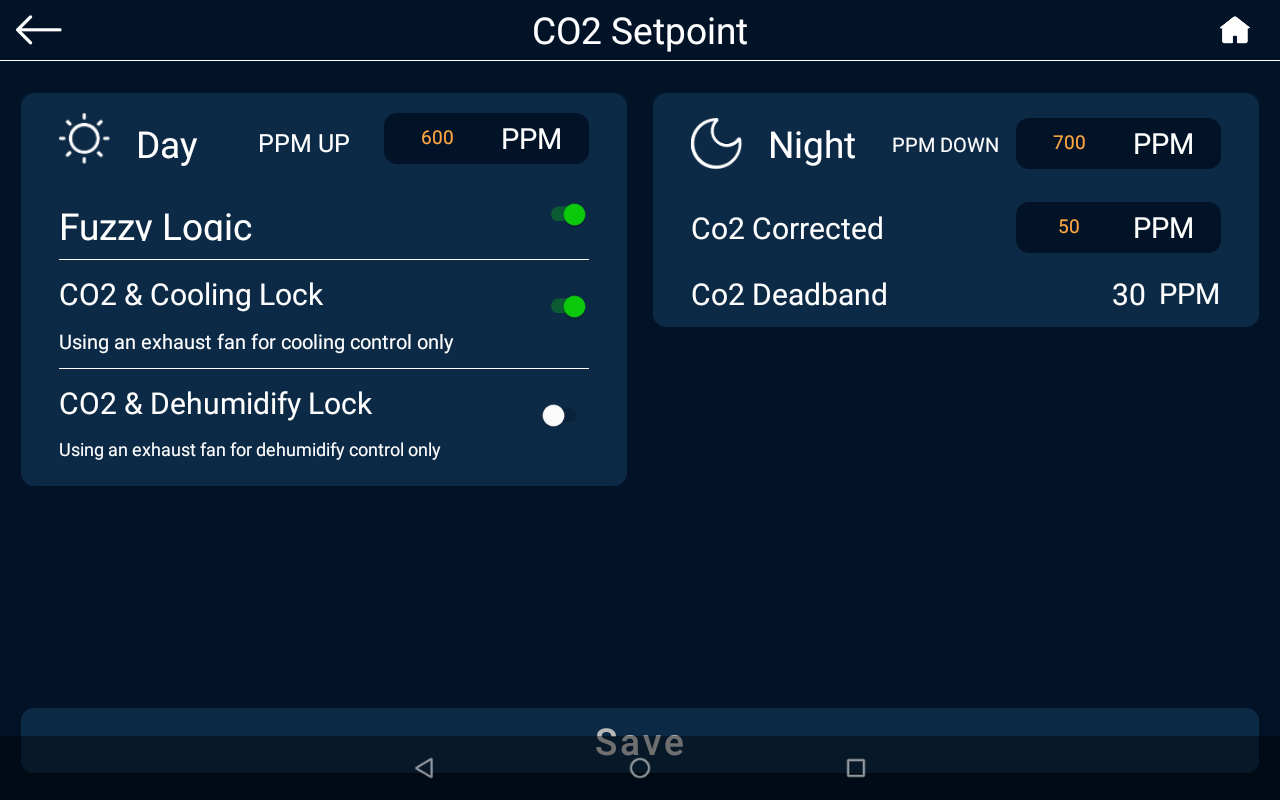 CO2 Setpoint
Day PPM UP 600 PPM
Fuzzy Logic
CO2 & Cooling Lock
Using an exhaust fan for cooling control only
CO2 & Dehumidify Lock
Using an exhaust fan for dehumidify control only
Night PPM DOWN 700 PPM
Co2 Corrected 50 PPM
Co2 Deadband 30 PPM
Save